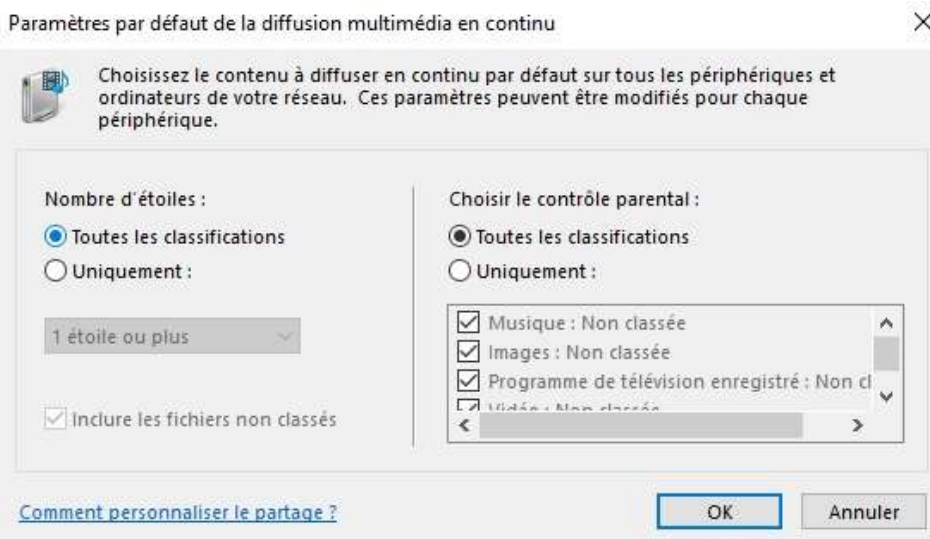 Paramètres par défaut de la diffusion multimédia en continu
Choisissez le contenu à diffuser en continu par défaut sur tous les périphériques et
ordinateurs de votre réseau. Ces paramètres peuvent être modifiés pour chaque
périphérique.
Nombre d'étoiles :
Toutes les classifications
Uniquement :
1 étoile ou plus
Inclure les fichiers non classés
Choisir le contrôle parental :
Toutes les classifications
Uniquement :
Musique : Non classée
Images : Non classée
Programme de télévision enregistré : Non cl
Vidéo : Non classée
Comment personnaliser le partage ?
OK
Annuler